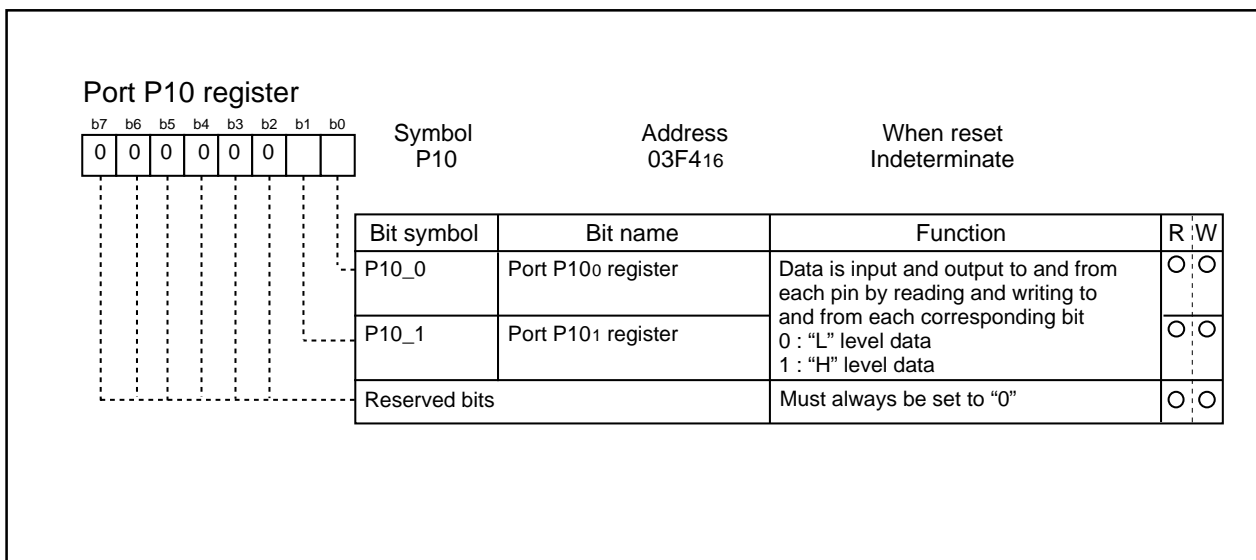 Port P10 register
b7 b6 b5 b4 b3 b2 b1 b0
0 0 0 0 0 0
Symbol Address When reset
P10 03F416 Indeterminate
Bit symbol Bit name Function R W
P10_0 Port P100 register Data is input and output to and from
each pin by reading and writing to
and from each corresponding bit
0 : “L” level data
1 : “H” level data
P10_1 Port P101 register
Reserved bits Must always be set to “0”